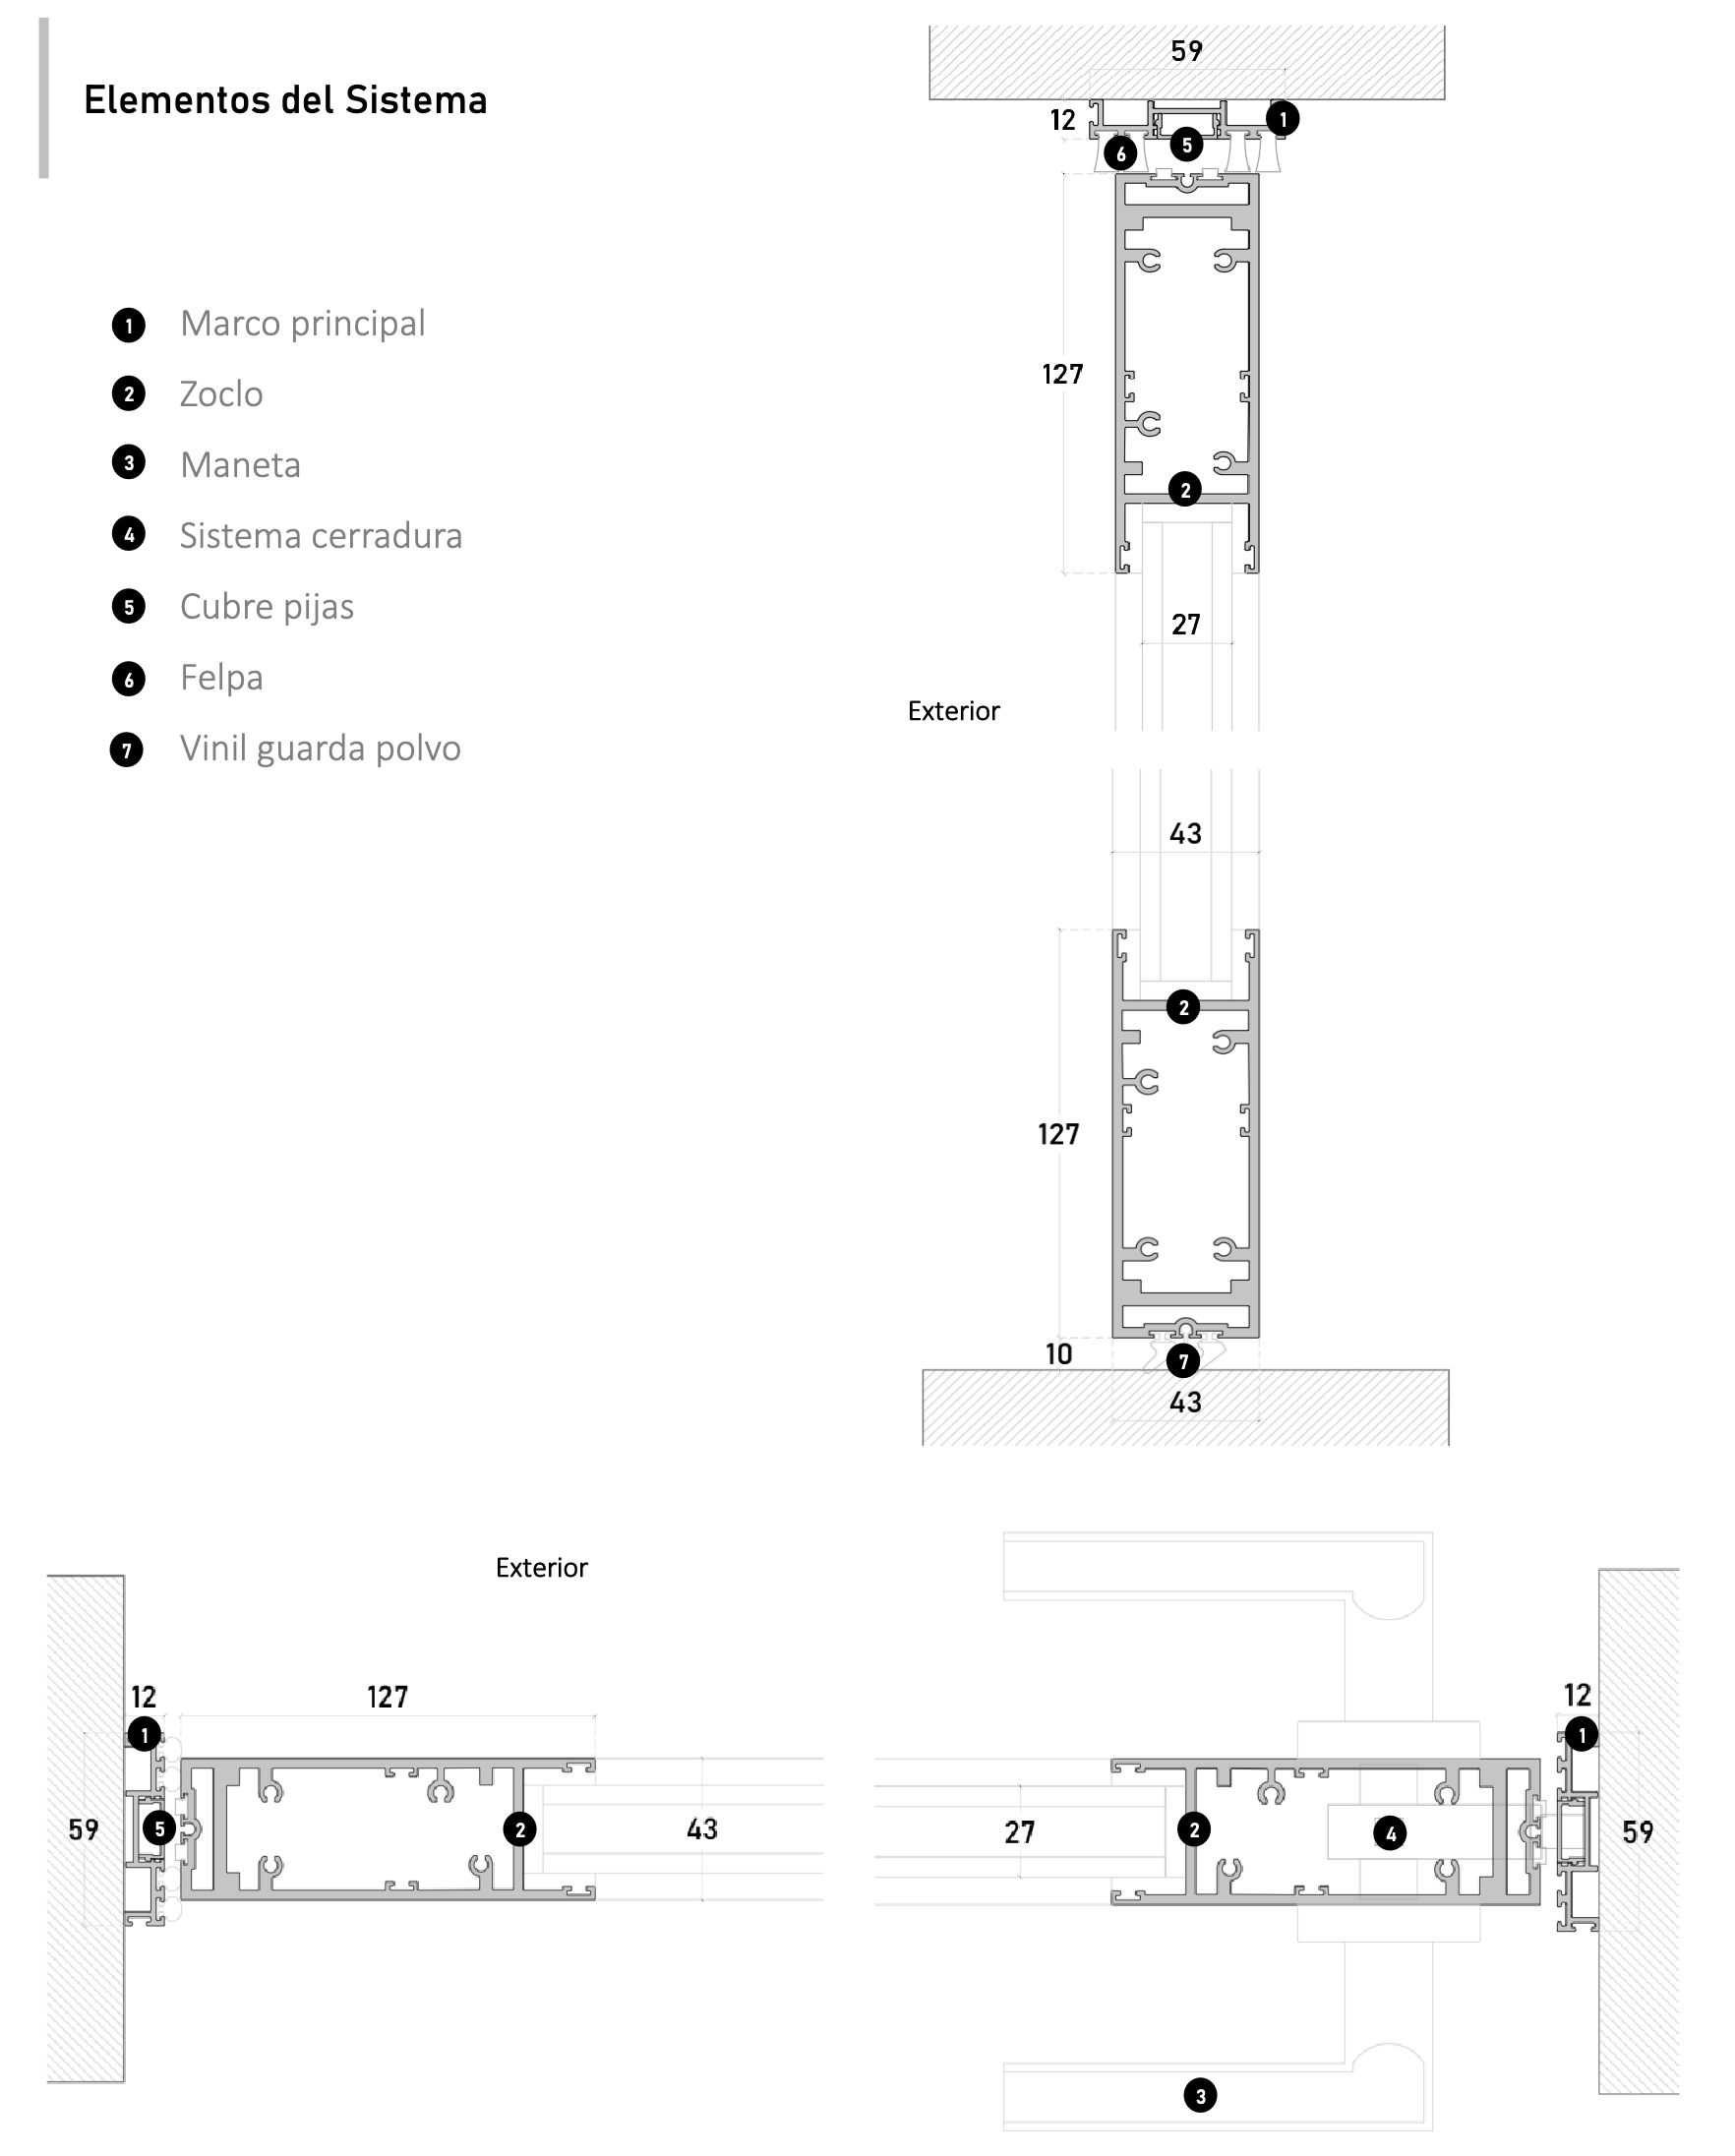 Elementos del Sistema
1 Marco principal
2 Zoclo
3 Maneta
4 Sistema cerradura
5 Cubre pijas
6 Felpa
7 Vinil guarda polvo
59
12
1
5
6
127
2
27
Exterior
43
2
127
10
7
43
Exterior
12
127
1
59
5
2
43
12
1
27
2
4
59
3